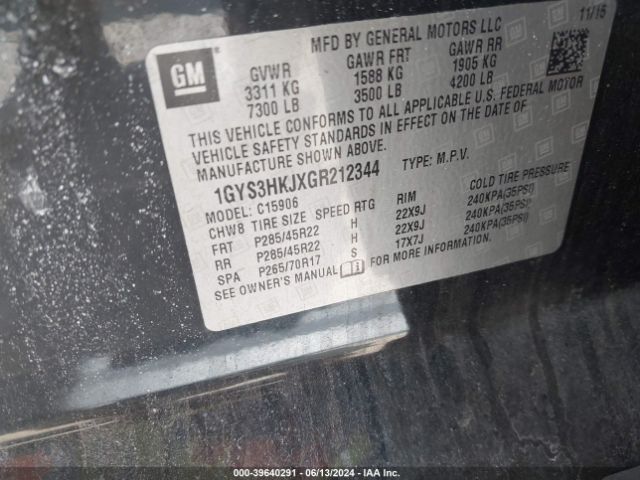 GM
MFD BY GENERAL MOTORS LLC
11/15
GVWR GAWR FRT GAWR RR
3311 KG 1588 KG 1905 KG
7300 LB 3500 LB 4200 LB
THIS VEHICLE CONFORMS TO ALL APPLICABLE U.S. FEDERAL MOTOR
VEHICLE SAFETY STANDARDS IN EFFECT ON THE DATE OF
MANUFACTURE SHOWN ABOVE.
1GYS3HKJXGR212344 TYPE: M.P.V.
MODEL: C15906
CHW8 TIRE SIZE SPEED RTG RIM COLD TIRE PRESSURE
FRT P285/45R22 H 22X9J 240KPA(35PSI)
RR P285/45R22 H 22X9J 240KPA(35PSI)
SPA P265/70R17 S 17X7J 240KPA(35PSI)
SEE OWNER'S MANUAL FOR MORE INFORMATION.
000-39640291 - 06/13/2024 - IAA Inc.